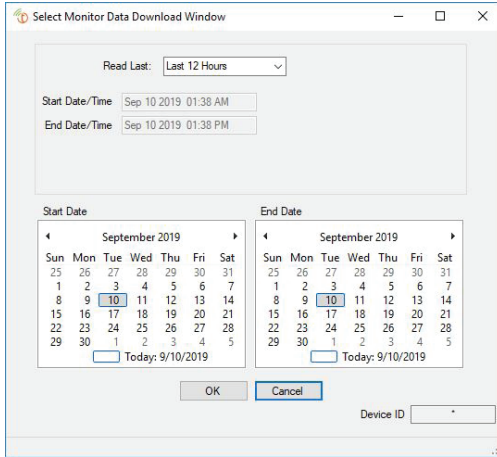 Select Monitor Data Download Window
Read Last: Last 12 Hours
Start Date/Time Sep 10 2019 01:38 AM
End Date/Time Sep 10 2019 01:38 PM
Start Date
September 2019
Sun Mon Tue Wed Thu Fri Sat
25 26 27 28 29 30 31
1 2 3 4 5 6 7
8 9 10 11 12 13 14
15 16 17 18 19 20 21
22 23 24 25 26 27 28
29 30 1 2 3 4 5
Today: 9/10/2019
End Date
September 2019
Sun Mon Tue Wed Thu Fri Sat
25 26 27 28 29 30 31
1 2 3 4 5 6 7
8 9 10 11 12 13 14
15 16 17 18 19 20 21
22 23 24 25 26 27 28
29 30 1 2 3 4 5
Today: 9/10/2019
OK Cancel
Device ID *